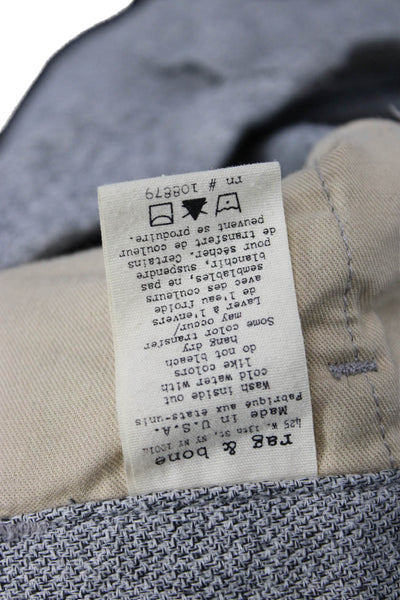 rag & bone
425 W. 13th St, NY NY 10014
Made in U.S.A.
Fabriqué aux états-unis
Wash inside out
cold water with
like colors
do not bleach
hang dry
Some color transfer
may occur/
Laver à l'envers
de l'eau froide
avec des couleurs
semblables, ne pas
blanchir, suspendre
pour sécher. Certains
de transfert de couleur
peuvent se produire.
rn # 108879